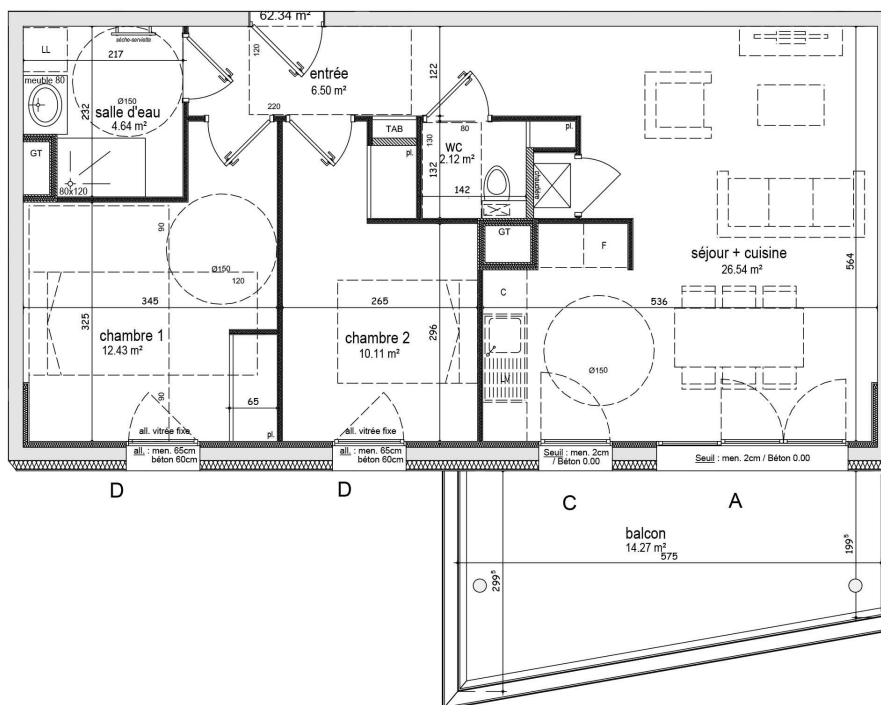 62.34 m²
LL
sèche-serviette
217
meuble 80
232
Ø150
salle d'eau
4.64 m²
GT
80x120
120
entrée
6.50 m²
220
122
TAB
pl.
130
80
WC
2.12 m²
132
142
pl.
chaudière
GT
F
séjour + cuisine
26.54 m²
564
90
Ø150
120
345
325
chambre 1
12.43 m²
90
65
pl.
all. vitrée fixe
265
296
chambre 2
10.11 m²
all. vitrée fixe
C
LV
536
Ø150
all. : men. 65cm
béton 60cm
all. : men. 65cm
béton 60cm
Seuil : men. 2cm
/ Béton 0.00
Seuil : men. 2cm / Béton 0.00
D
D
C
A
balcon
14.27 m²
575
299⁵
199⁵